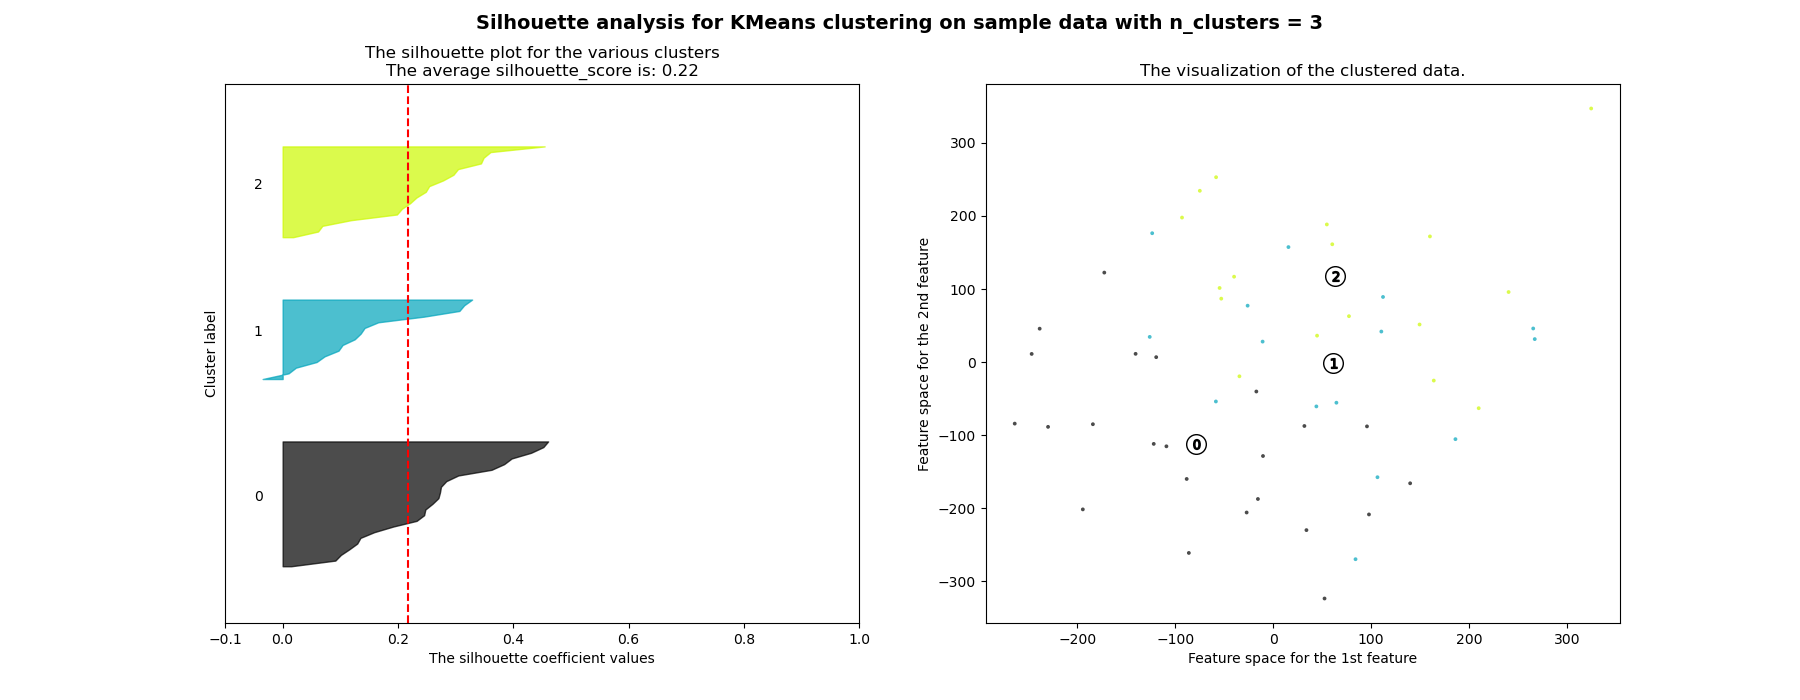 Silhouette analysis for KMeans clustering on sample data with n_clusters = 3
The silhouette plot for the various clusters
The average silhouette_score is: 0.22
Cluster label
2
1
0
−0.1 0.0 0.2 0.4 0.6 0.8 1.0
The silhouette coefficient values
The visualization of the clustered data.
Feature space for the 2nd feature
300
200
100
0
−100
−200
−300
2
1
0
−200 −100 0 100 200 300
Feature space for the 1st feature